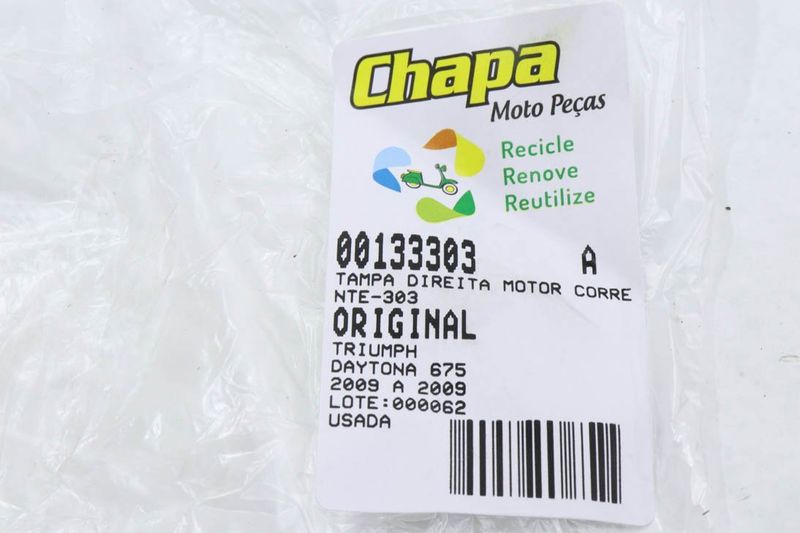 Chapa
Moto Peças
Recicle
Renove
Reutilize
00133303 A
TAMPA DIREITA MOTOR CORRE
NTE-303
ORIGINAL
TRIUMPH
DAYTONA 675
2009 A 2009
LOTE:000062
USADA